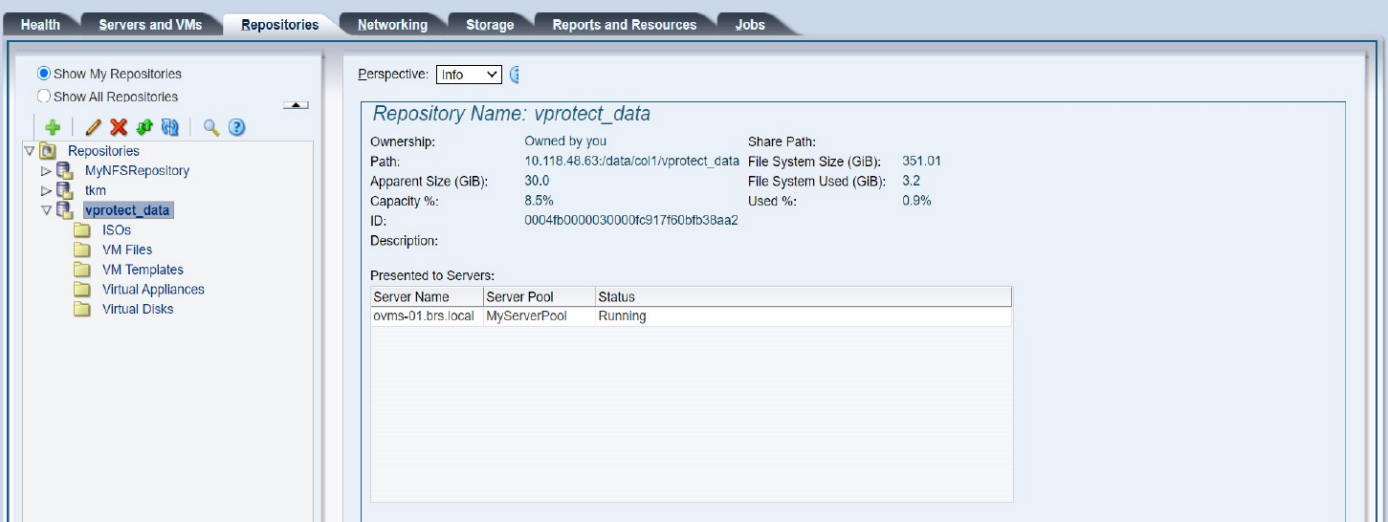 Health Servers and VMs Repositories Networking Storage Reports and Resources Jobs
Show My Repositories
Show All Repositories
Repositories
MyNFSRepository
tkm
vprotect_data
ISOs
VM Files
VM Templates
Virtual Appliances
Virtual Disks
Perspective: Info
Repository Name: vprotect_data
Ownership: Owned by you Share Path:
Path: 10.118.48.63:/data/col1/vprotect_data File System Size (GiB): 351.01
Apparent Size (GiB): 30.0 File System Used (GiB): 3.2
Capacity %: 8.5% Used %: 0.9%
ID: 0004fb0000030000fc917f60bfb38aa2
Description:
Presented to Servers:
Server Name Server Pool Status
ovms-01.brs.local MyServerPool Running